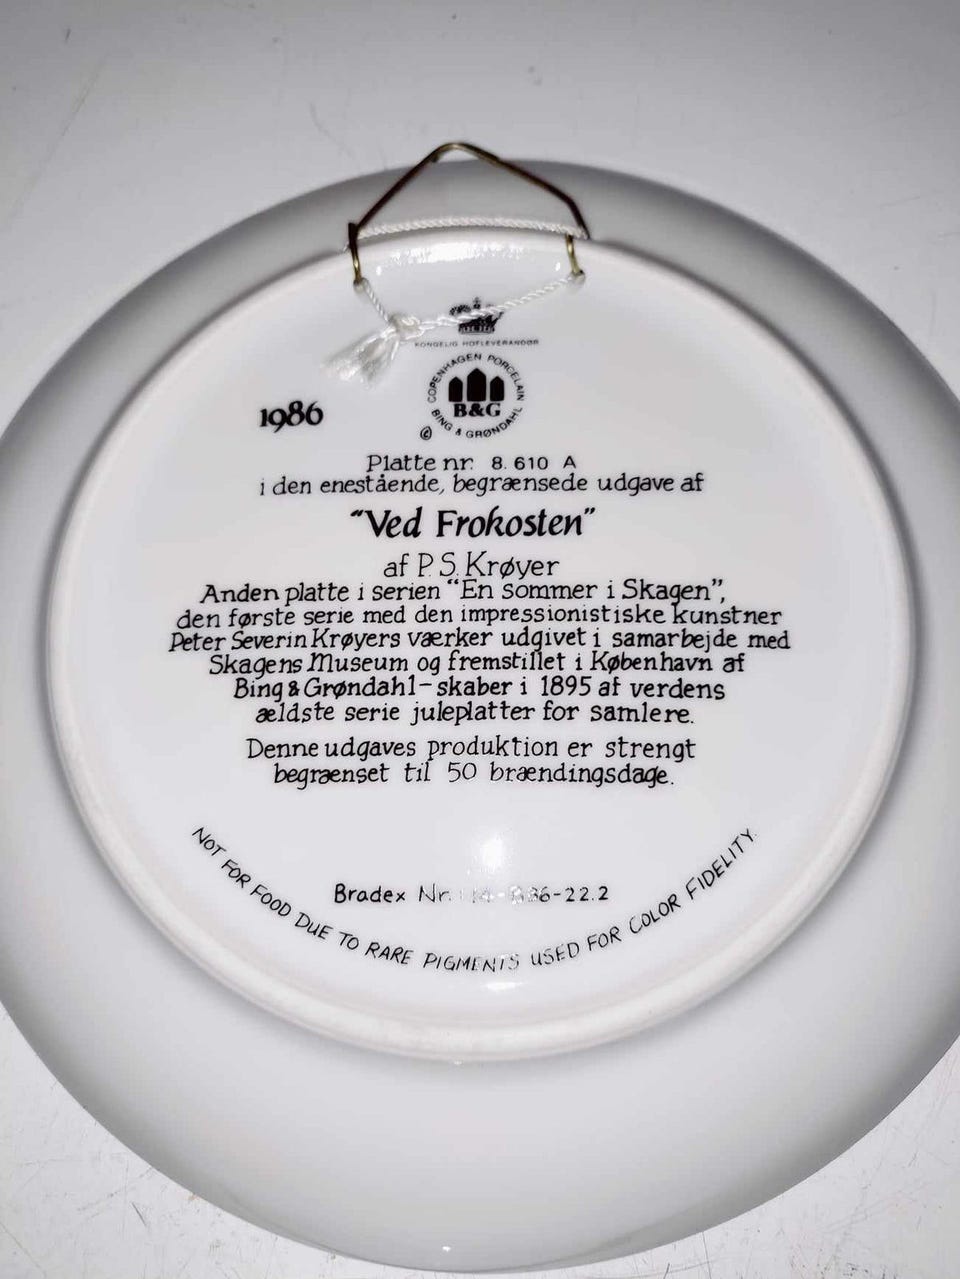 KONGELIG HOFLEVERANDØR
COPENHAGEN PORCELAIN
B&G
BING & GRØNDAHL
©
1986
Platte nr. 8.610 A
i den enestående, begrænsede udgave af
"Ved Frokosten"
af P.S. Krøyer
Anden platte i serien "En sommer i Skagen",
den første serie med den impressionistiske kunstner
Peter Severin Krøyers værker udgivet i samarbejde med
Skagens Museum og fremstillet i København af
Bing & Grøndahl - skaber i 1895 af verdens
ældste serie juleplatter for samlere.
Denne udgaves produktion er strengt
begrænset til 50 brændingsdage.
Bradex Nr.
NOT FOR FOOD DUE TO RARE PIGMENTS USED FOR COLOR FIDELITY.